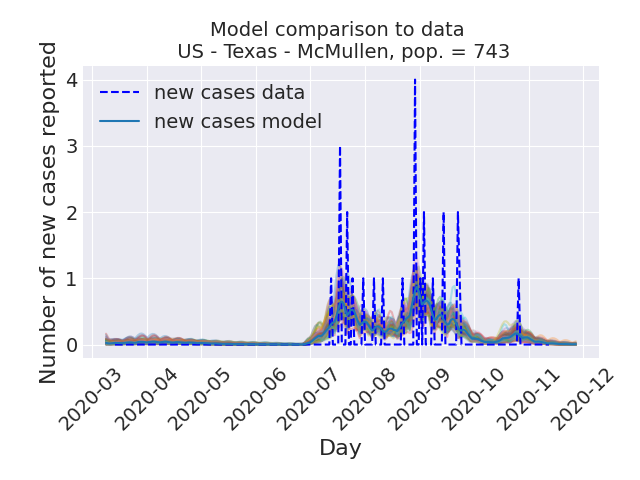 Model comparison to data
US - Texas - McMullen, pop. = 743
Number of new cases reported
4
3
2
1
0
new cases data
new cases model
2020-03
2020-04
2020-05
2020-06
2020-07
2020-08
2020-09
2020-10
2020-11
2020-12
Day